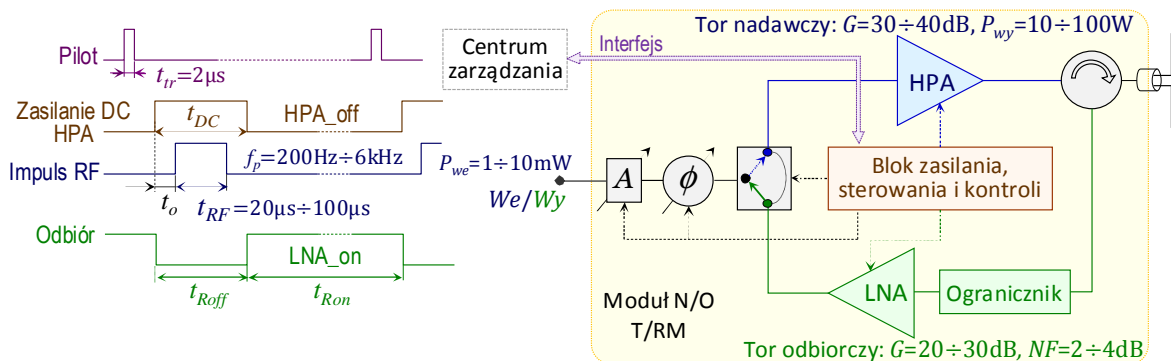 Pilot
t_tr=2μs
Zasilanie DC
HPA
t_DC
HPA_off
Impuls RF
f_p=200Hz÷6kHz
t_o
t_RF=20μs÷100μs
Odbiór
LNA_on
t_Roff
t_Ron
Centrum
zarządzania
Interfejs
Tor nadawczy: G=30÷40dB, P_wy=10÷100W
HPA
P_we=1÷10mW
We/Wy
A
ϕ
Blok zasilania,
sterowania i kontroli
LNA
Ogranicznik
Moduł N/O
T/RM
Tor odbiorczy: G=20÷30dB, NF=2÷4dB